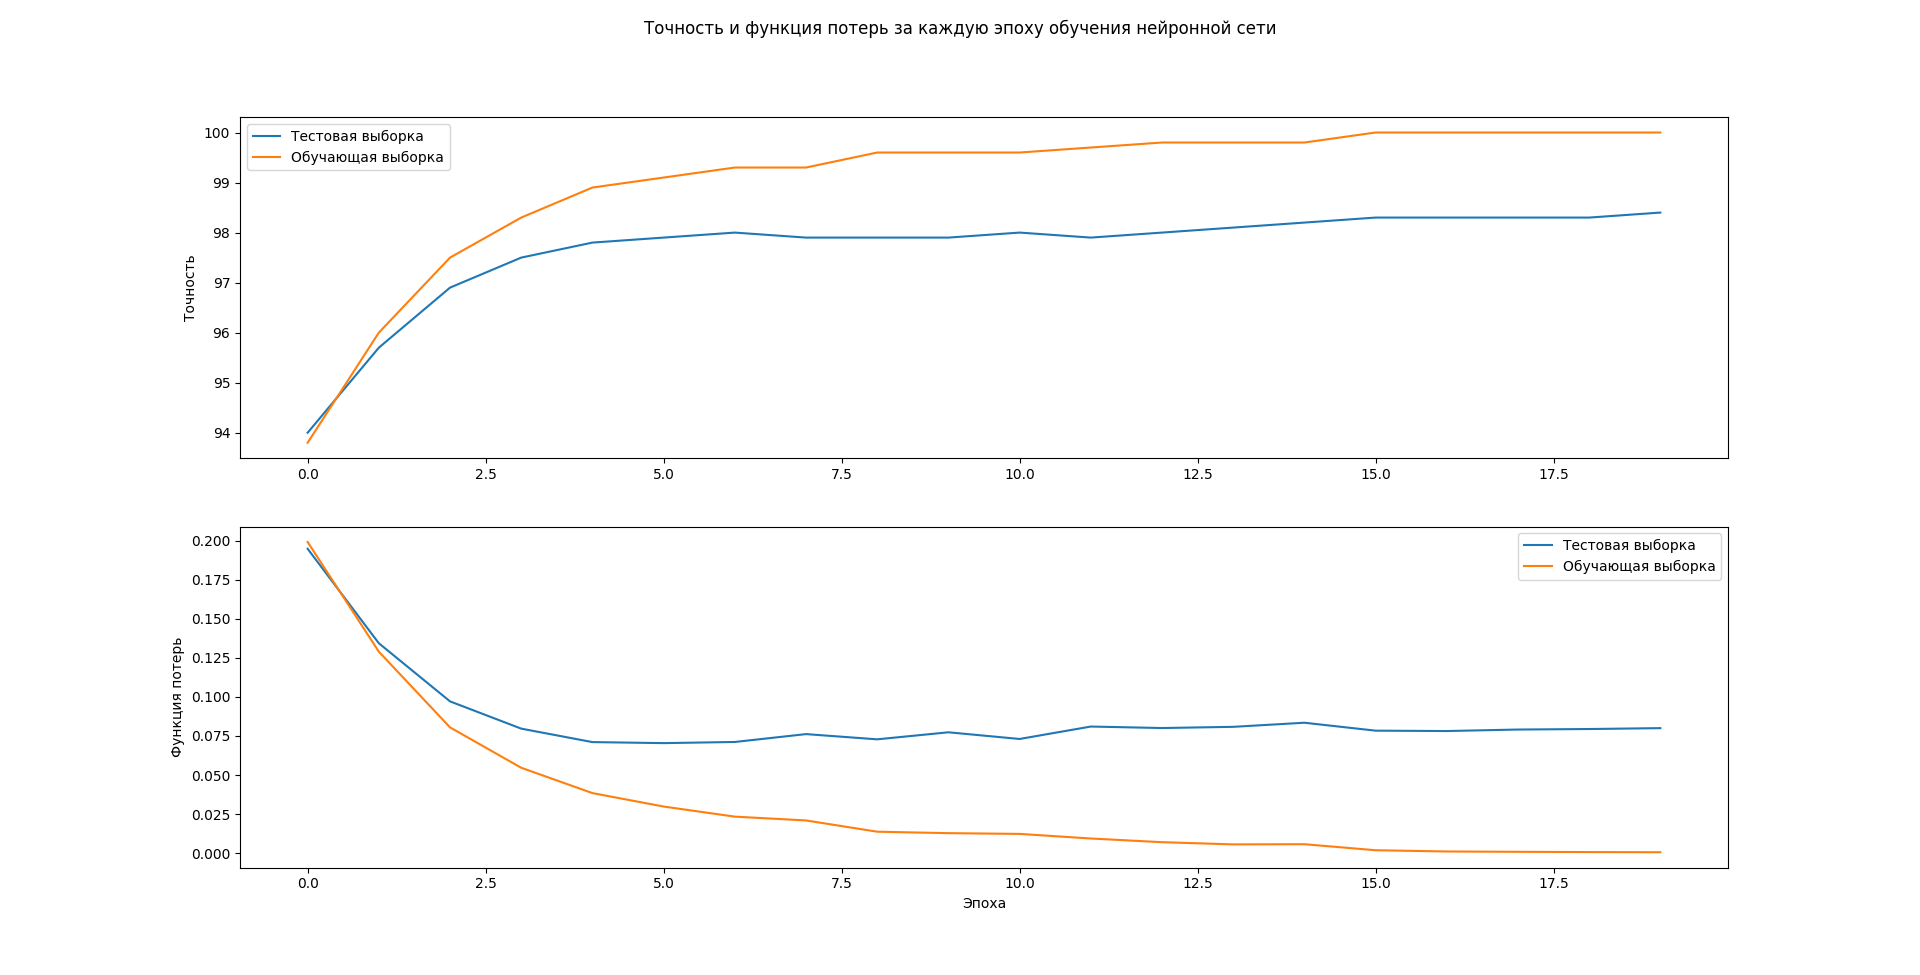 Точность и функция потерь за каждую эпоху обучения нейронной сети
Тестовая выборка
Обучающая выборка
Точность
100
99
98
97
96
95
94
0.0 2.5 5.0 7.5 10.0 12.5 15.0 17.5
Тестовая выборка
Обучающая выборка
Функция потерь
0.200
0.175
0.150
0.125
0.100
0.075
0.050
0.025
0.000
0.0 2.5 5.0 7.5 10.0 12.5 15.0 17.5
Эпоха